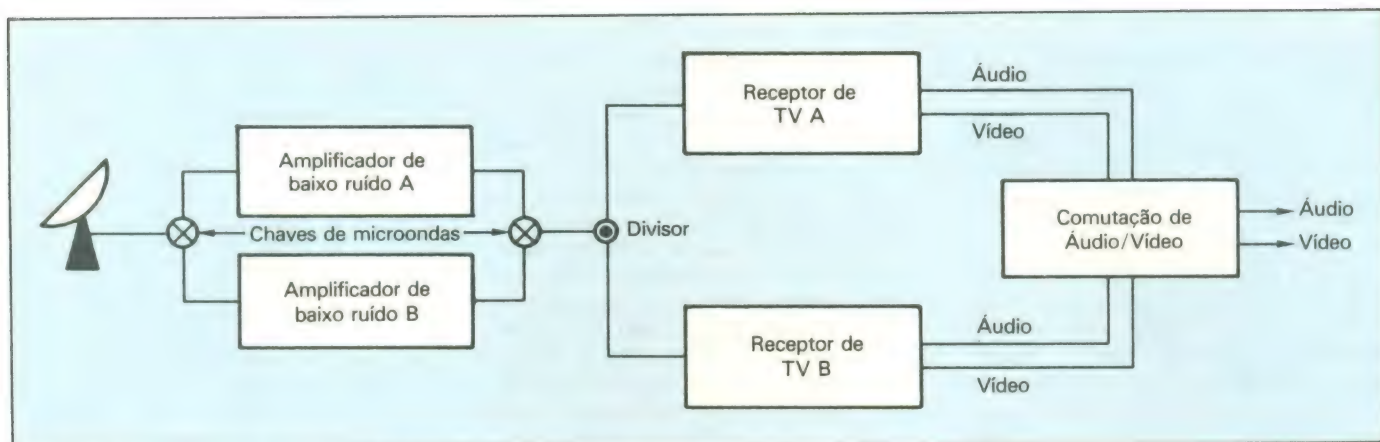 Amplificador de
baixo ruído A
Chaves de microondas
Amplificador de
baixo ruído B
Divisor
Receptor de
TV A
Áudio
Vídeo
Receptor de
TV B
Áudio
Vídeo
Comutação de
Áudio/Vídeo
Áudio
Vídeo